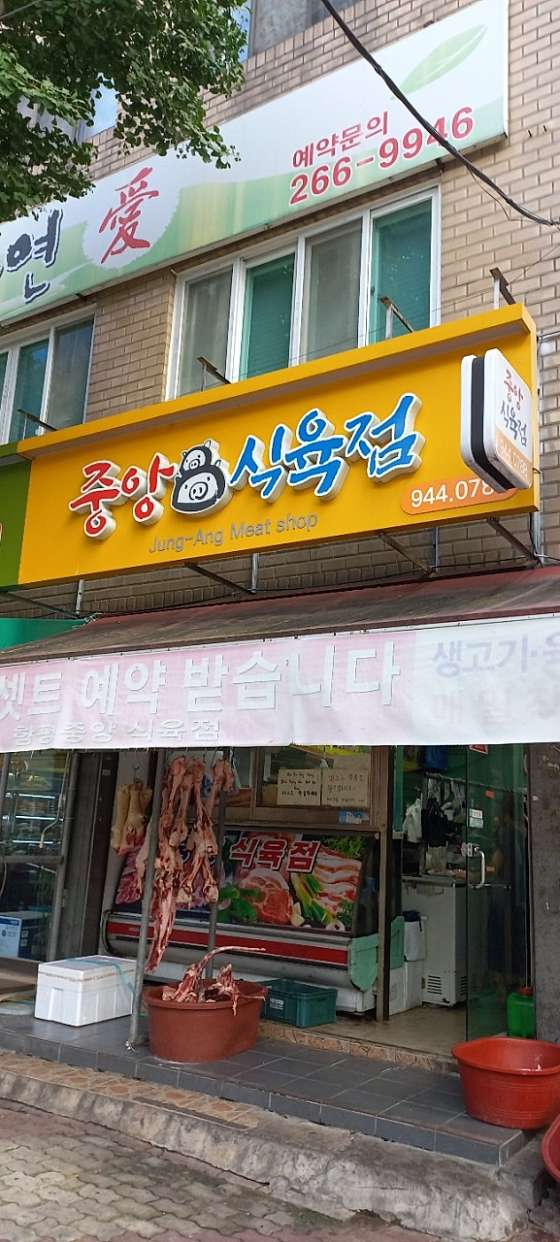 연 愛
예약문의
266-9946
중앙 식육점
Jung-Ang Meat shop
944.078
중앙
식육점
944.0788
셋트 예약 받습니다
중앙 식육점
생고기·
식육점